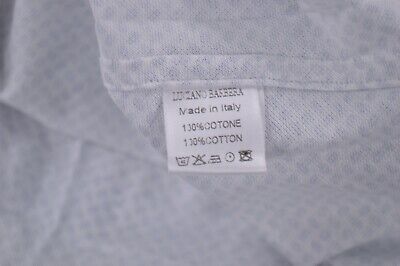 LUCIANO BARBERA
Made in Italy
100%COTONE
100%COTTON